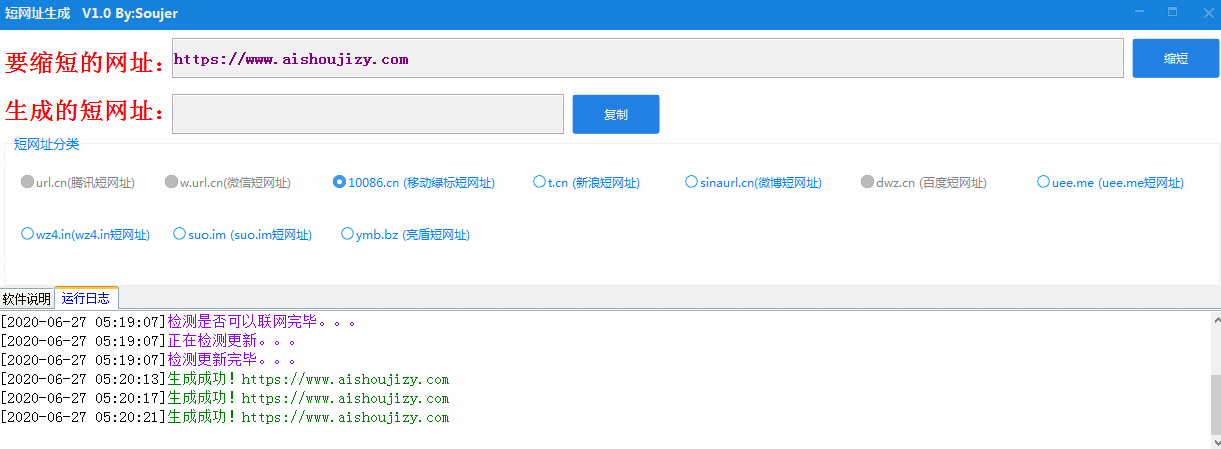 短网址生成 V1.0 By:Soujer
要缩短的网址： https://www.aishoujizy.com 缩短
生成的短网址： 复制
短网址分类
url.cn(腾讯短网址) w.url.cn(微信短网址) 10086.cn (移动绿标短网址) t.cn (新浪短网址) sinaurl.cn(微博短网址) dwz.cn (百度短网址) uee.me (uee.me短网址)
wz4.in(wz4.in短网址) suo.im (suo.im短网址) ymb.bz (亮盾短网址)
软件说明 运行日志
[2020-06-27 05:19:07]检测是否可以联网完毕。。。
[2020-06-27 05:19:07]正在检测更新。。。
[2020-06-27 05:19:07]检测更新完毕。。。
[2020-06-27 05:20:13]生成成功！https://www.aishoujizy.com
[2020-06-27 05:20:17]生成成功！https://www.aishoujizy.com
[2020-06-27 05:20:21]生成成功！https://www.aishoujizy.com